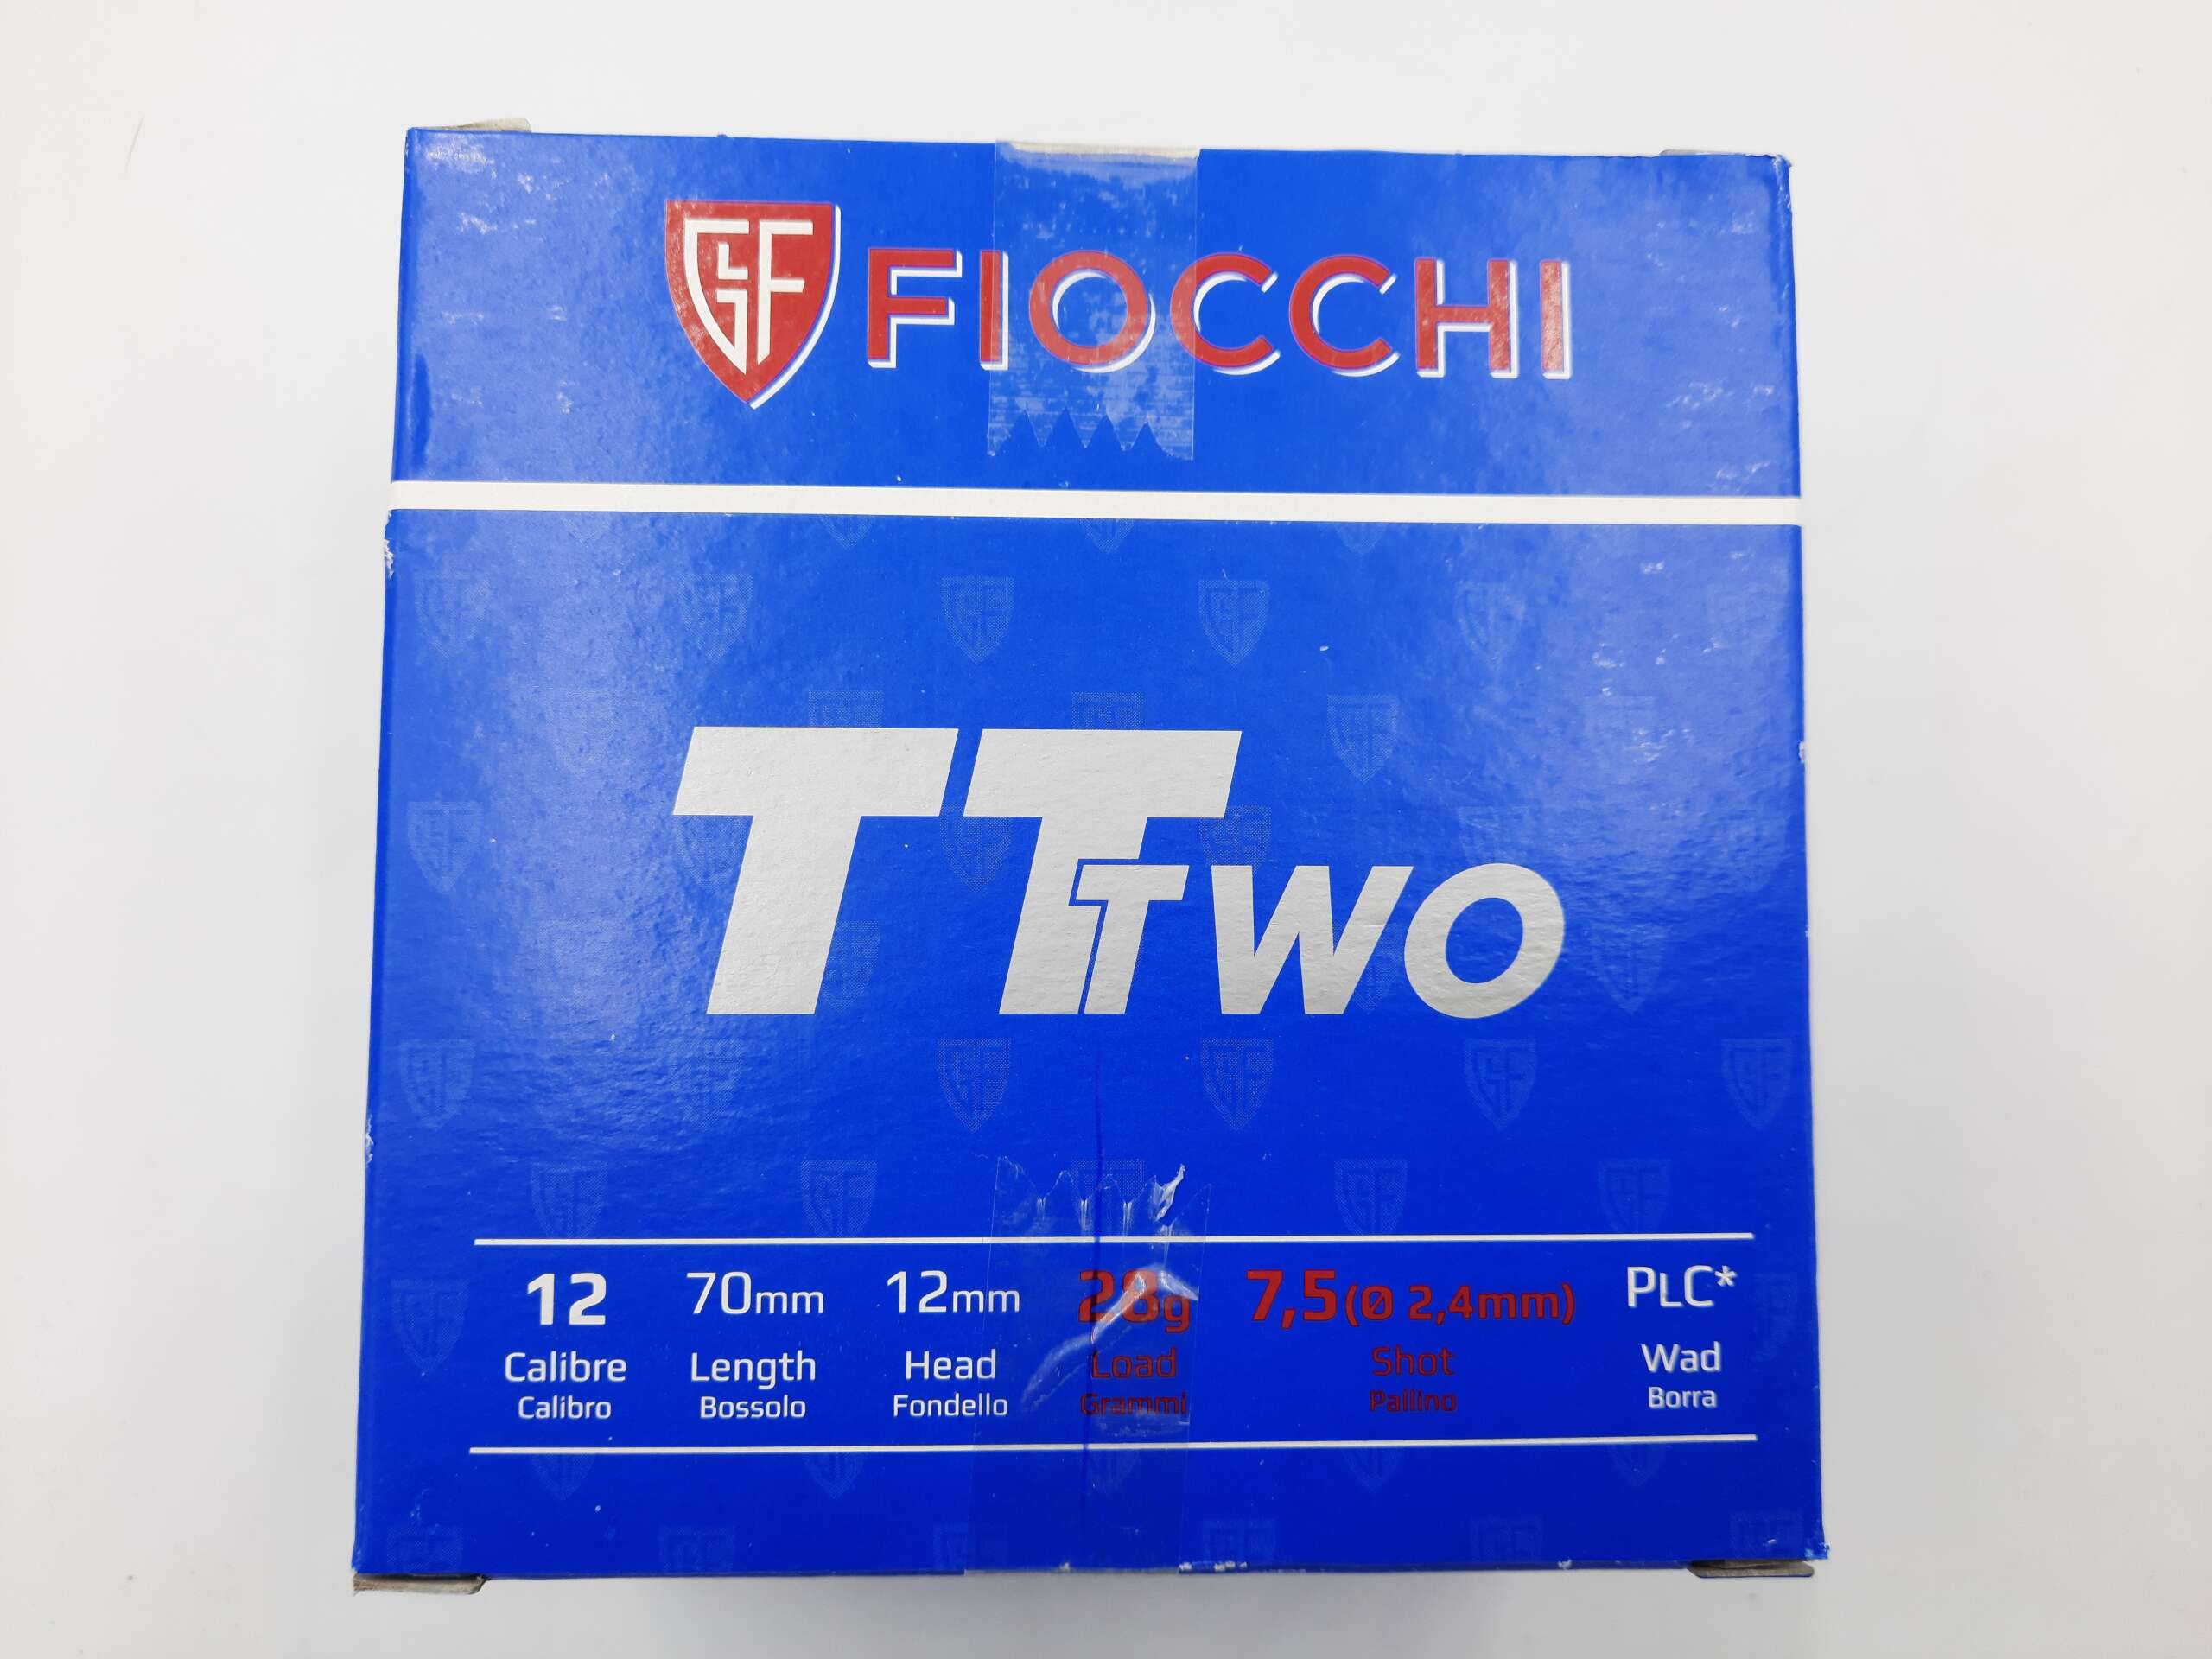 GF FIOCCHI
TT TWO
12 70mm 12mm 28g 7,5 (Ø 2,4mm) PLC*
Calibre Length Head Load Shot Wad
Calibro Bossolo Fondello Grammi Pallino Borra